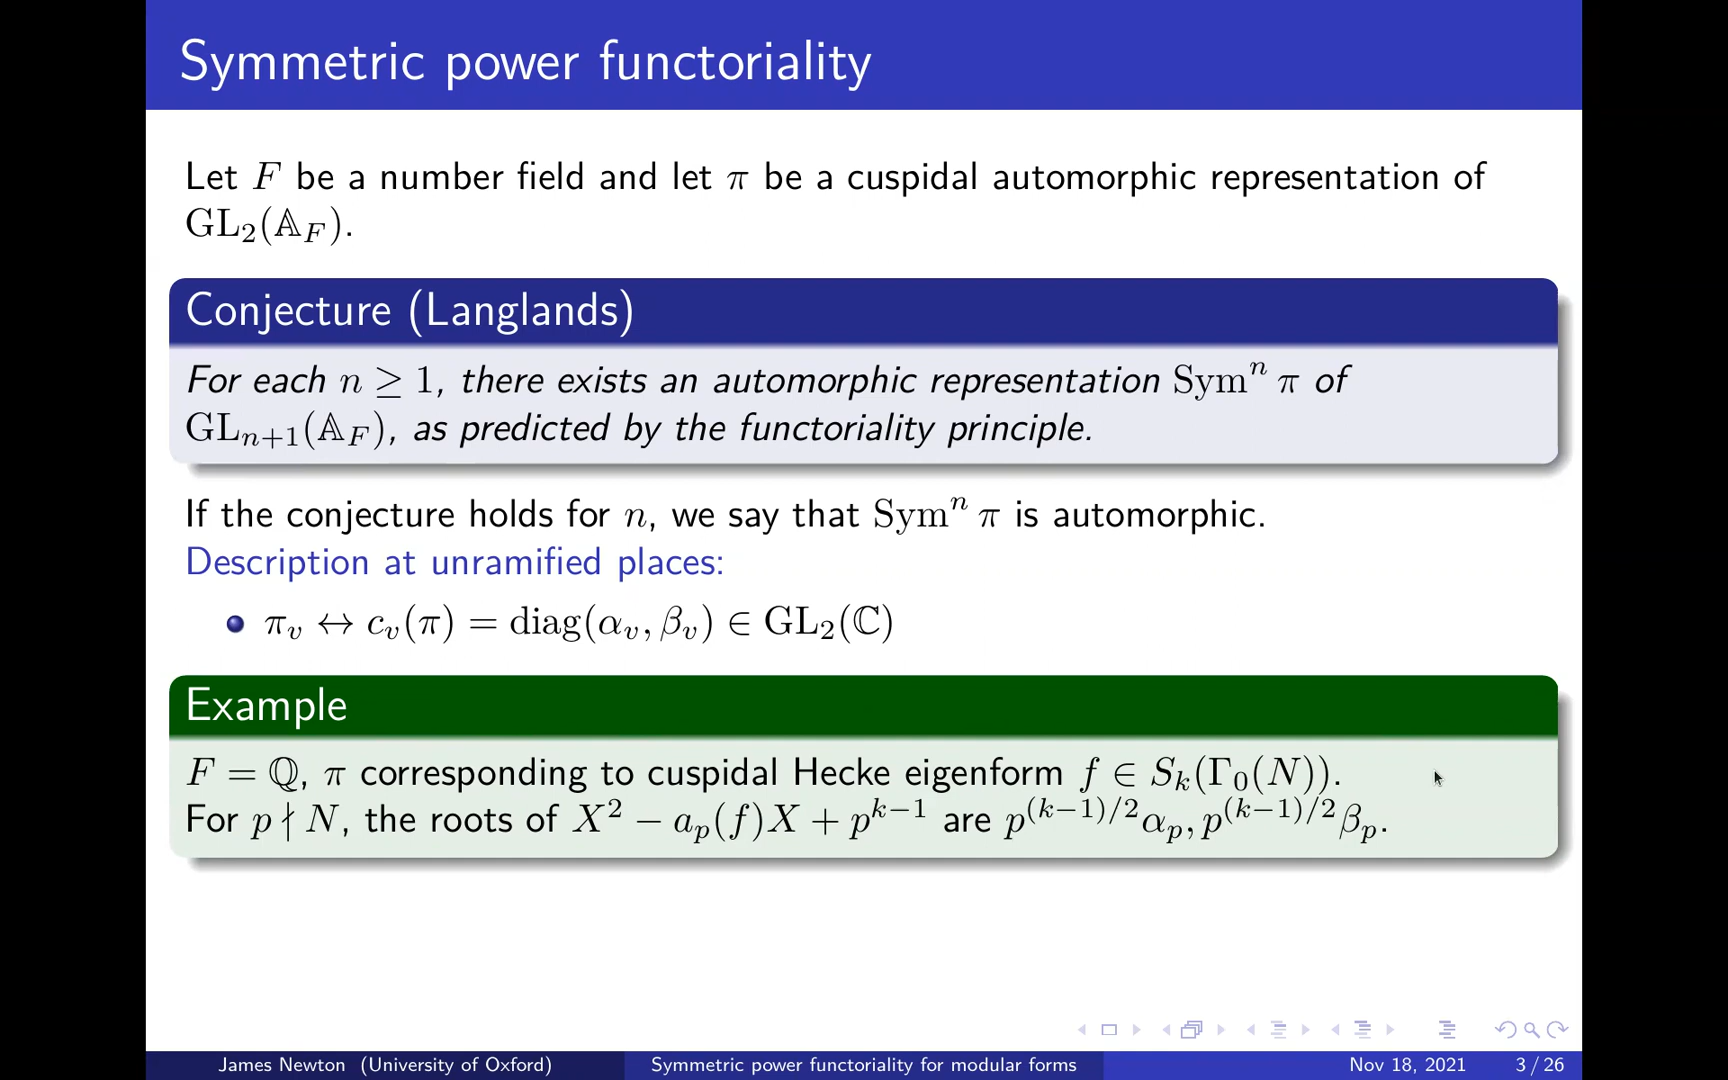 Symmetric power functoriality
Let F be a number field and let π be a cuspidal automorphic representation of
GL₂(𝔸_F).
Conjecture (Langlands)
For each n ≥ 1, there exists an automorphic representation Symⁿ π of
GLₙ₊₁(𝔸_F), as predicted by the functoriality principle.
If the conjecture holds for n, we say that Symⁿ π is automorphic.
Description at unramified places:
π_v ↔ c_v(π) = diag(α_v, β_v) ∈ GL₂(ℂ)
Example
F = ℚ, π corresponding to cuspidal Hecke eigenform f ∈ S_k(Γ₀(N)).
For p ∤ N, the roots of X² − a_p(f)X + p^{k−1} are p^{(k−1)/2}α_p, p^{(k−1)/2}β_p.
James Newton (University of Oxford) Symmetric power functoriality for modular forms Nov 18, 2021 3 / 26